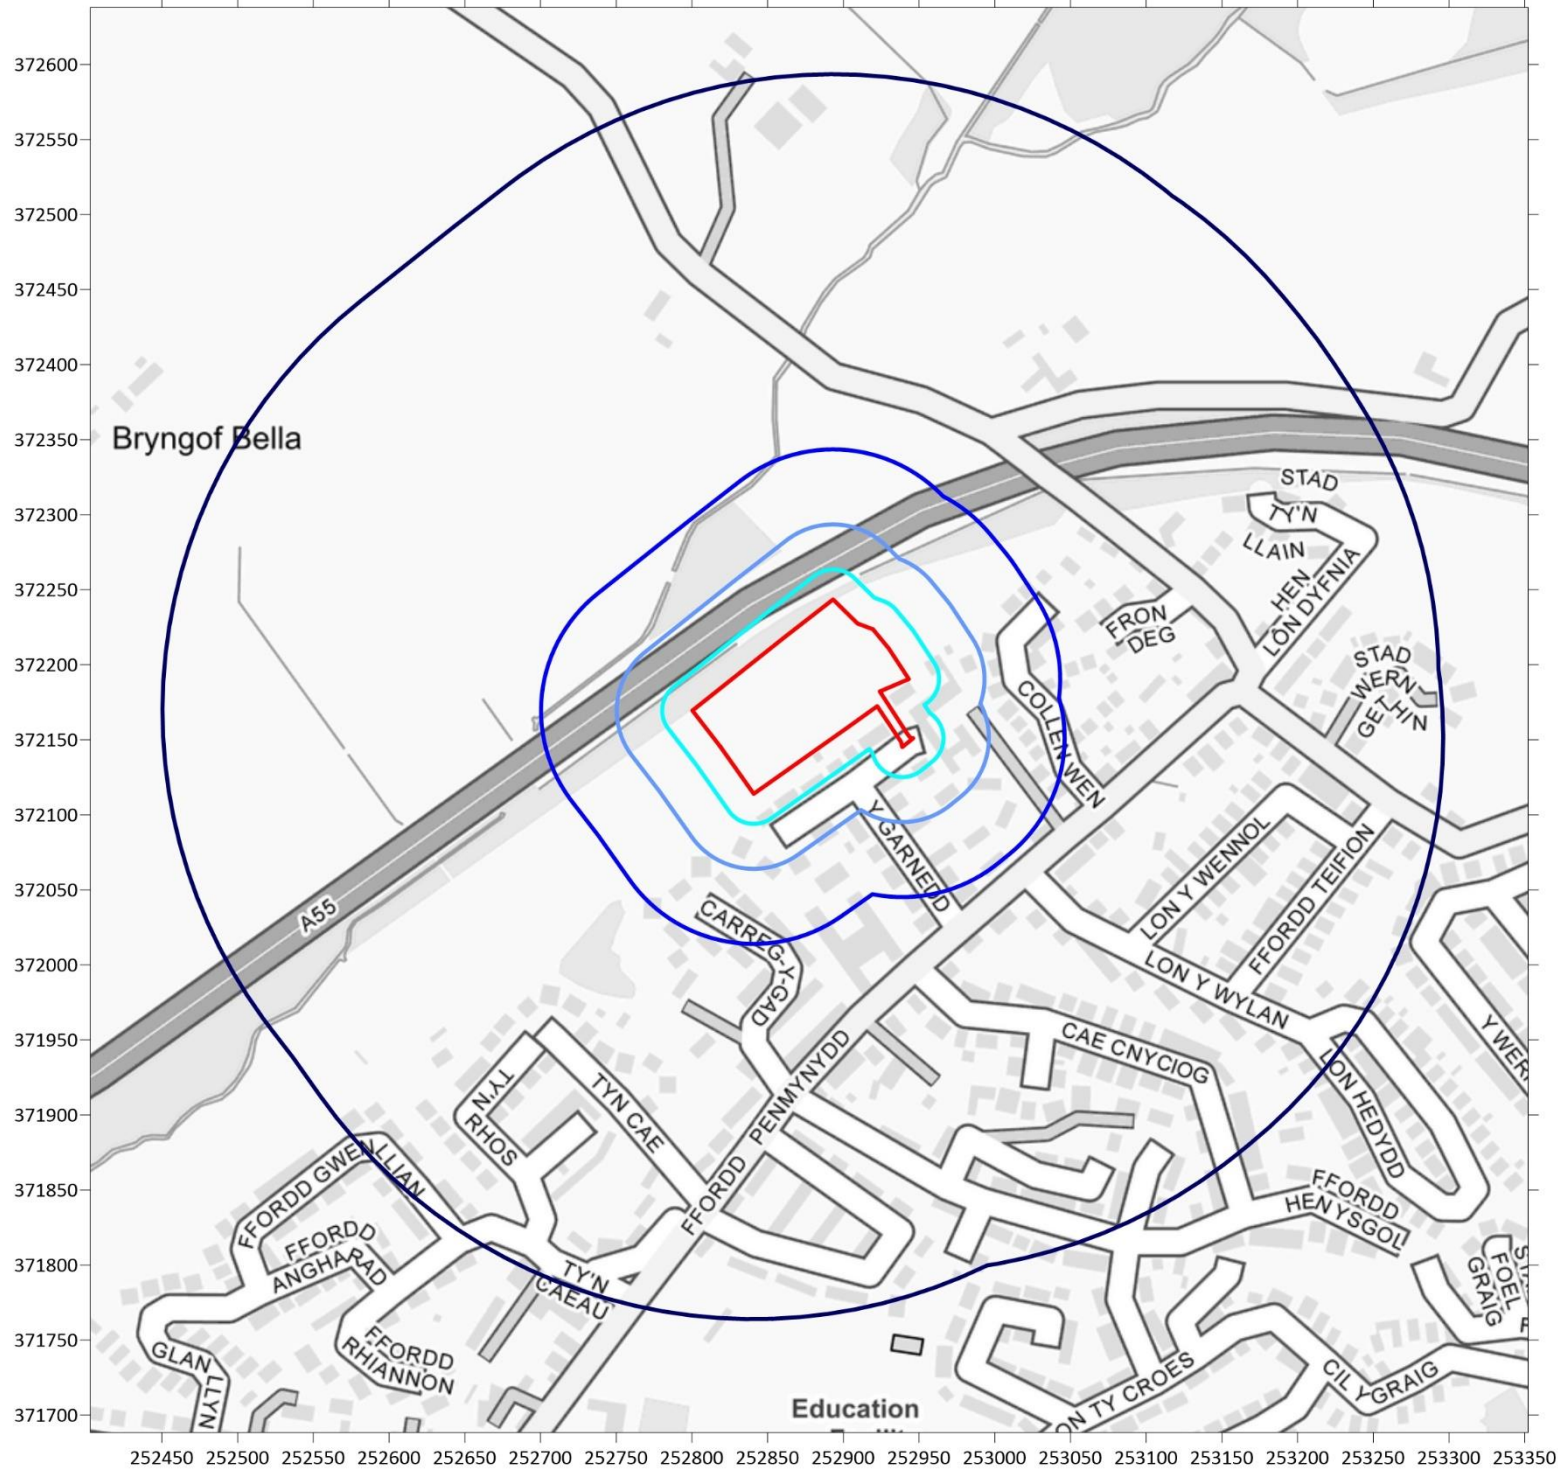 372600
372550
372500
372450
372400
372350
372300
372250
372200
372150
372100
372050
372000
371950
371900
371850
371800
371750
371700
Bryngof Bella
STAD
TY'N
LLAIN
HEN
LÔN DYFNIA
FRON
DEG
STAD
WERN
GETHIN
COLLEN WEN
Y GARNEDD
LON Y WENNOL
FFORDD TEIFION
A55
CARREG-Y-GAD
LON Y WYLAN
CAE CNYCIOG
LON HEDYDD
TY'N
RHOS
TYN CAE
FFORDD PENMYNYDD
FFORDD GWENLLIAN
FFORDD
ANGHARAD
FFORDD
HENYSGOL
TY'N
CAEAU
FOEL
GRAIG
FFORDD
RHIANNON
GLAN
LLYN
ON TY CROES
CIL Y GRAIG
Education
252450 252500 252550 252600 252650 252700 252750 252800 252850 252900 252950 253000 253050 253100 253150 253200 253250 253300 253350